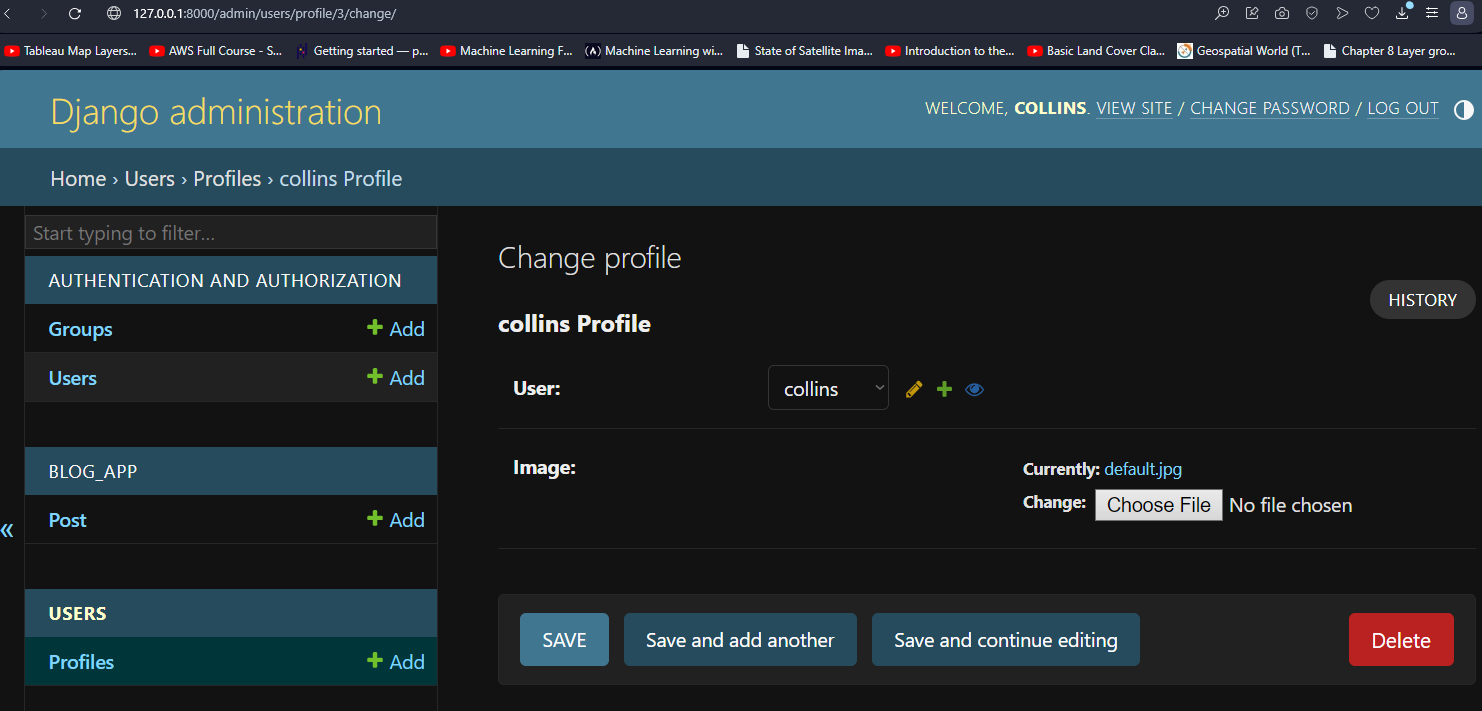 127.0.0.1:8000/admin/users/profile/3/change/
Tableau Map Layers... AWS Full Course - S... Getting started — p... Machine Learning F... Machine Learning wi... State of Satellite Ima... Introduction to the... Basic Land Cover Cla... Geospatial World (T... Chapter 8 Layer gro...
Django administration
WELCOME, COLLINS. VIEW SITE / CHANGE PASSWORD / LOG OUT
Home › Users › Profiles › collins Profile
Start typing to filter...
AUTHENTICATION AND AUTHORIZATION
Groups + Add
Users + Add
BLOG_APP
Post + Add
«
USERS
Profiles + Add
Change profile
HISTORY
collins Profile
User: collins
Image: Currently: default.jpg
Change: Choose File No file chosen
SAVE Save and add another Save and continue editing Delete